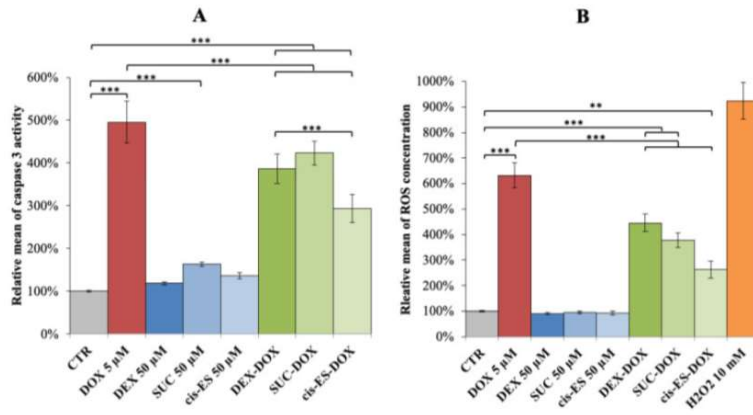 A
B
***
***
***
***
***
Relative mean of caspase 3 activity
600%
500%
400%
300%
200%
100%
0%
CTR
DOX 5 µM
DEX 50 µM
SUC 50 µM
cis-ES 50 µM
DEX-DOX
SUC-DOX
cis-ES-DOX
**
***
***
***
Rleative mean of ROS concentration
1000%
900%
800%
700%
600%
500%
400%
300%
200%
100%
0%
CTR
DOX 5 µM
DEX 50 µM
SUC 50 µM
cis-ES 50 µM
DEX-DOX
SUC-DOX
cis-ES-DOX
H2O2 10 mM